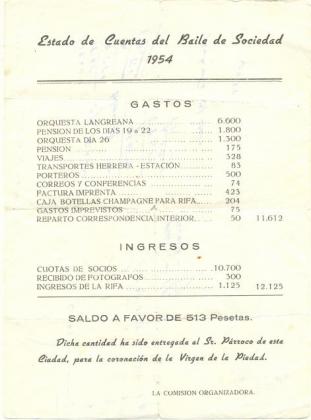 Estado de Cuentas del Baile de Sociedad
1954
GASTOS
ORQUESTA LANGREANA ... 6.600
PENSION DE LOS DIAS 19 a 22 ... 1.800
ORQUESTA DIA 26 ... 1.300
PENSION ... 175
VIAJES ... 328
TRANSPORTES HERRERA - ESTACION ... 83
PORTEROS ... 500
CORREOS Y CONFERENCIAS ... 74
FACTURA IMPRENTA ... 423
CAJA BOTELLAS CHAMPAGNE PARA RIFA ... 204
GASTOS IMPREVISTOS ... 75
REPARTO CORRESPONDENCIA INTERIOR. .. 50 11.612
INGRESOS
CUOTAS DE SOCIOS ... 10.700
RECIBIDO DE FOTOGRAFOS ... 300
INGRESOS DE LA RIFA ... 1.125 12.125
SALDO A FAVOR DE 513 Pesetas.
Dicha cantidad ha sido entregada al Sr. Párroco de esta
Ciudad, para la coronación de la Virgen de la Piedad.
LA COMISION ORGANIZADORA.